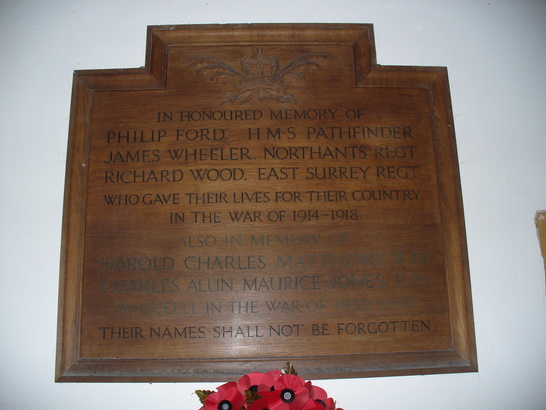 IN HONOURED MEMORY OF
PHILIP FORD. H.M.S PATHFINDER
JAMES WHEELER. NORTHANTS REGT
RICHARD WOOD. EAST SURREY REGT
WHO GAVE THEIR LIVES FOR THEIR COUNTRY
IN THE WAR OF 1914-1918
ALSO IN MEMORY OF
HAROLD CHARLES
CHARLES ALUN MAURICE-JONES
WHO FELL IN THE WAR OF
THEIR NAMES SHALL NOT BE FORGOTTEN